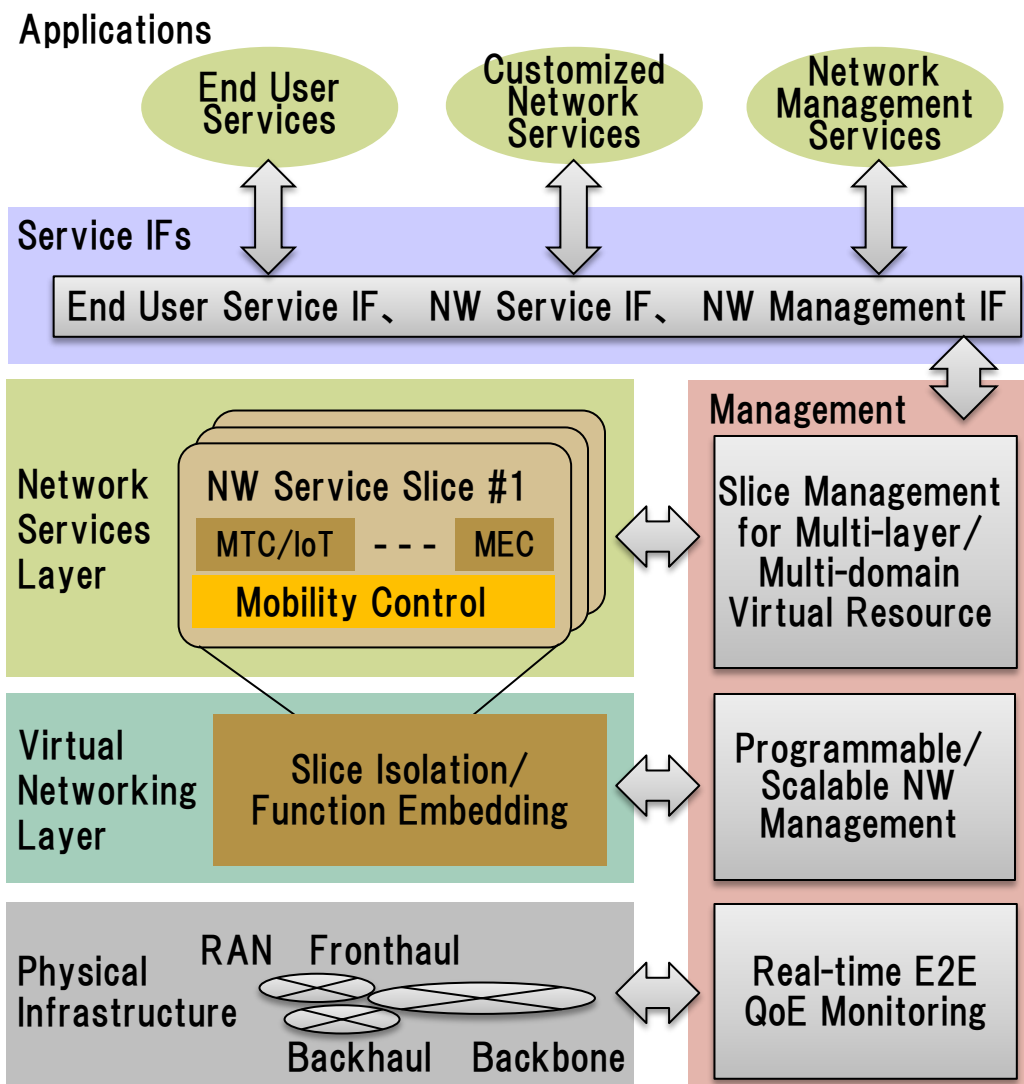 Applications
End User
Services
Customized
Network
Services
Network
Management
Services
Service IFs
End User Service IF、 NW Service IF、 NW Management IF
Network
Services
Layer
NW Service Slice #1
MTC/IoT - - - MEC
Mobility Control
Management
Slice Management
for Multi-layer/
Multi-domain
Virtual Resource
Virtual
Networking
Layer
Slice Isolation/
Function Embedding
Programmable/
Scalable NW
Management
Physical
Infrastructure
RAN Fronthaul
Backhaul Backbone
Real-time E2E
QoE Monitoring